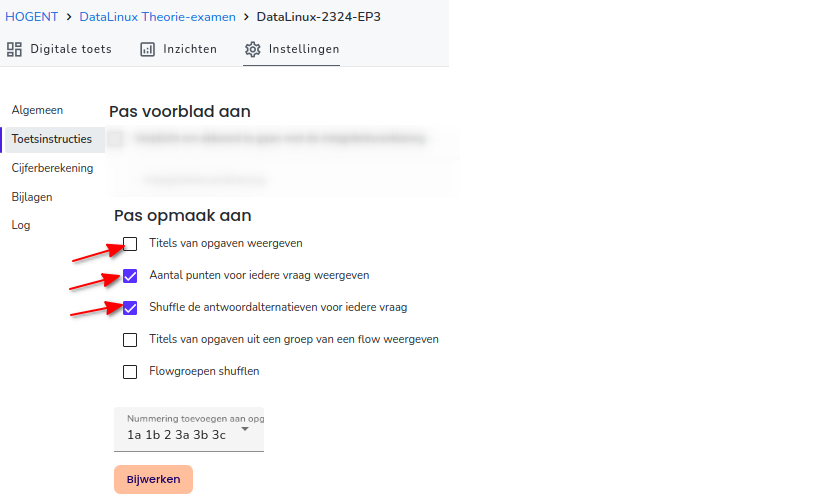 HOGENT > DataLinux Theorie-examen > DataLinux-2324-EP3
Digitale toets Inzichten Instellingen
Algemeen
Toetsinstructies
Cijferberekening
Bijlagen
Log
Pas voorblad aan
Pas opmaak aan
Titels van opgaven weergeven
Aantal punten voor iedere vraag weergeven
Shuffle de antwoordalternatieven voor iedere vraag
Titels van opgaven uit een groep van een flow weergeven
Flowgroepen shufflen
Nummering toevoegen aan opg
1a 1b 2 3a 3b 3c
Bijwerken